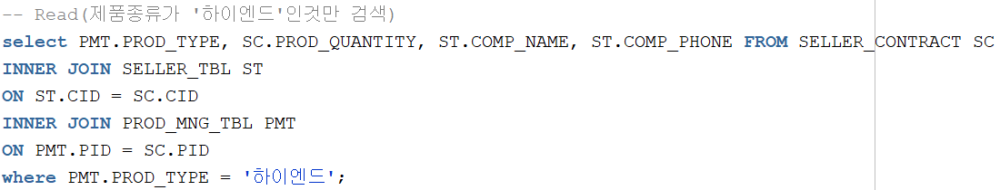 -- Read(제품종류가 '하이엔드'인것만 검색)
select PMT.PROD_TYPE, SC.PROD_QUANTITY, ST.COMP_NAME, ST.COMP_PHONE FROM SELLER_CONTRACT SC
INNER JOIN SELLER_TBL ST
ON ST.CID = SC.CID
INNER JOIN PROD_MNG_TBL PMT
ON PMT.PID = SC.PID
where PMT.PROD_TYPE = '하이엔드';